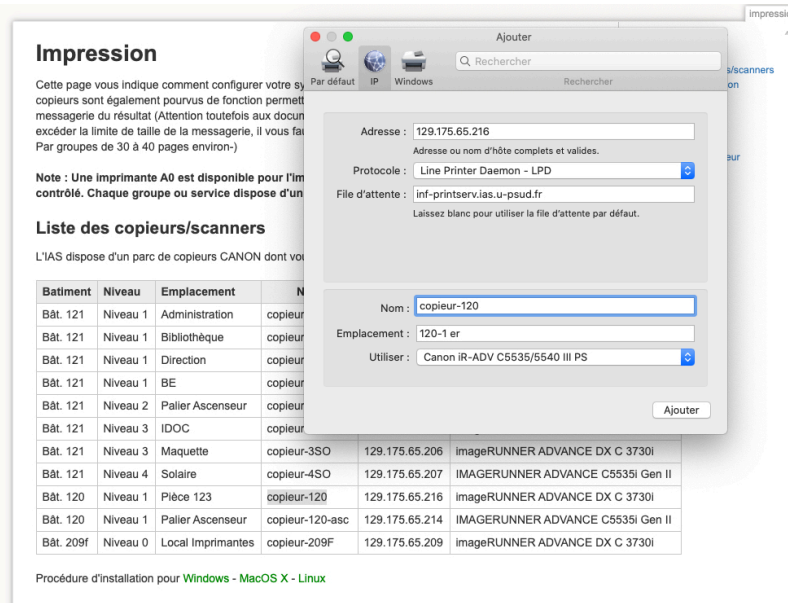 impressi
Impression
Cette page vous indique comment configurer votre sy
copieurs sont également pourvus de fonction permett
messagerie du résultat (Attention toutefois aux docun
excéder la limite de taille de la messagerie, il vous fau
Par groupes de 30 à 40 pages environ-)
Note : Une imprimante A0 est disponible pour l'im
contrôlé. Chaque groupe ou service dispose d'un
Liste des copieurs/scanners
L'IAS dispose d'un parc de copieurs CANON dont vou
s/scanners
on
eur
Ajouter
Par défaut IP Windows
Rechercher
Rechercher
Adresse : 129.175.65.216
Adresse ou nom d'hôte complets et valides.
Protocole : Line Printer Daemon - LPD
File d'attente : inf-printserv.ias.u-psud.fr
Laissez blanc pour utiliser la file d'attente par défaut.
Nom : copieur-120
Emplacement : 120-1 er
Utiliser : Canon iR-ADV C5535/5540 III PS
Ajouter
Batiment Niveau Emplacement N
Bât. 121 Niveau 1 Administration copieur
Bât. 121 Niveau 1 Bibliothèque copieur
Bât. 121 Niveau 1 Direction copieur
Bât. 121 Niveau 1 BE copieur
Bât. 121 Niveau 2 Palier Ascenseur copieur
Bât. 121 Niveau 3 IDOC copieur
Bât. 121 Niveau 3 Maquette copieur-3SO 129.175.65.206 imageRUNNER ADVANCE DX C 3730i
Bât. 121 Niveau 4 Solaire copieur-4SO 129.175.65.207 IMAGERUNNER ADVANCE C5535i Gen II
Bât. 120 Niveau 1 Pièce 123 copieur-120 129.175.65.216 imageRUNNER ADVANCE DX C 3730i
Bât. 120 Niveau 1 Palier Ascenseur copieur-120-asc 129.175.65.214 IMAGERUNNER ADVANCE C5535i Gen II
Bât. 209f Niveau 0 Local Imprimantes copieur-209F 129.175.65.209 imageRUNNER ADVANCE DX C 3730i
Procédure d'installation pour Windows - MacOS X - Linux